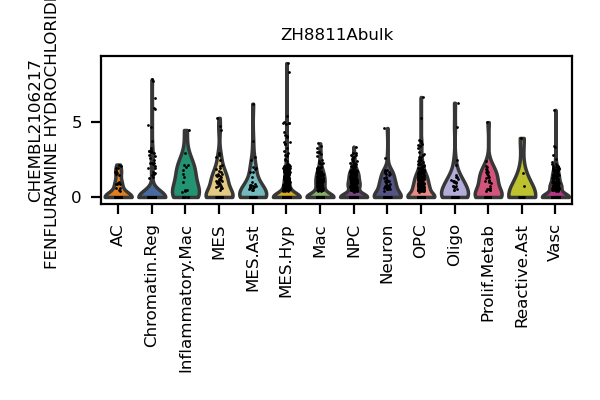 ZH8811Abulk
CHEMBL2106217
FENFLURAMINE HYDROCHLORIDE
5
0
AC
Chromatin.Reg
Inflammatory.Mac
MES
MES.Ast
MES.Hyp
Mac
NPC
Neuron
OPC
Oligo
Prolif.Metab
Reactive.Ast
Vasc